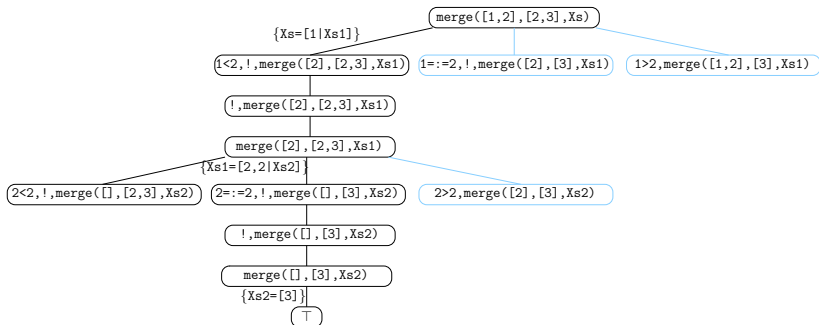 merge([1,2],[2,3],Xs)
{Xs=[1|Xs1]}
1<2,!,merge([2],[2,3],Xs1)
1=:=2,!,merge([2],[3],Xs1)
1>2,merge([1,2],[3],Xs1)
!,merge([2],[2,3],Xs1)
merge([2],[2,3],Xs1)
{Xs1=[2,2|Xs2]}
2<2,!,merge([],[2,3],Xs2)
2=:=2,!,merge([],[3],Xs2)
2>2,merge([2],[3],Xs2)
!,merge([],[3],Xs2)
merge([],[3],Xs2)
{Xs2=[3]}
⊤